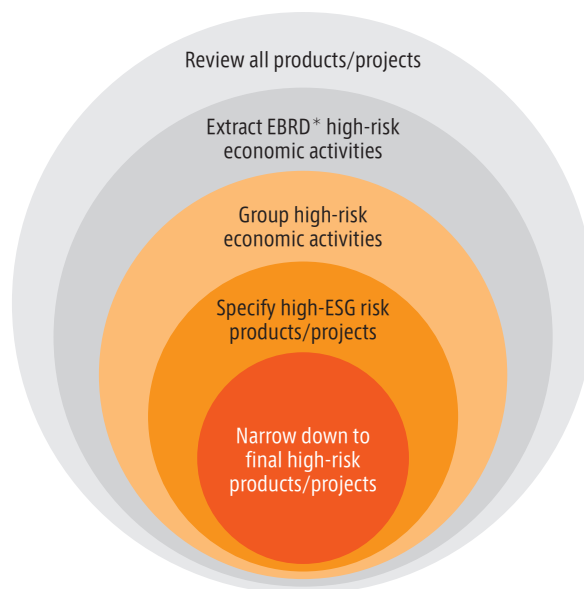 Review all products/projects
Extract EBRD* high-risk
economic activities
Group high-risk
economic activities
Specify high-ESG risk
products/projects
Narrow down to
final high-risk
products/projects